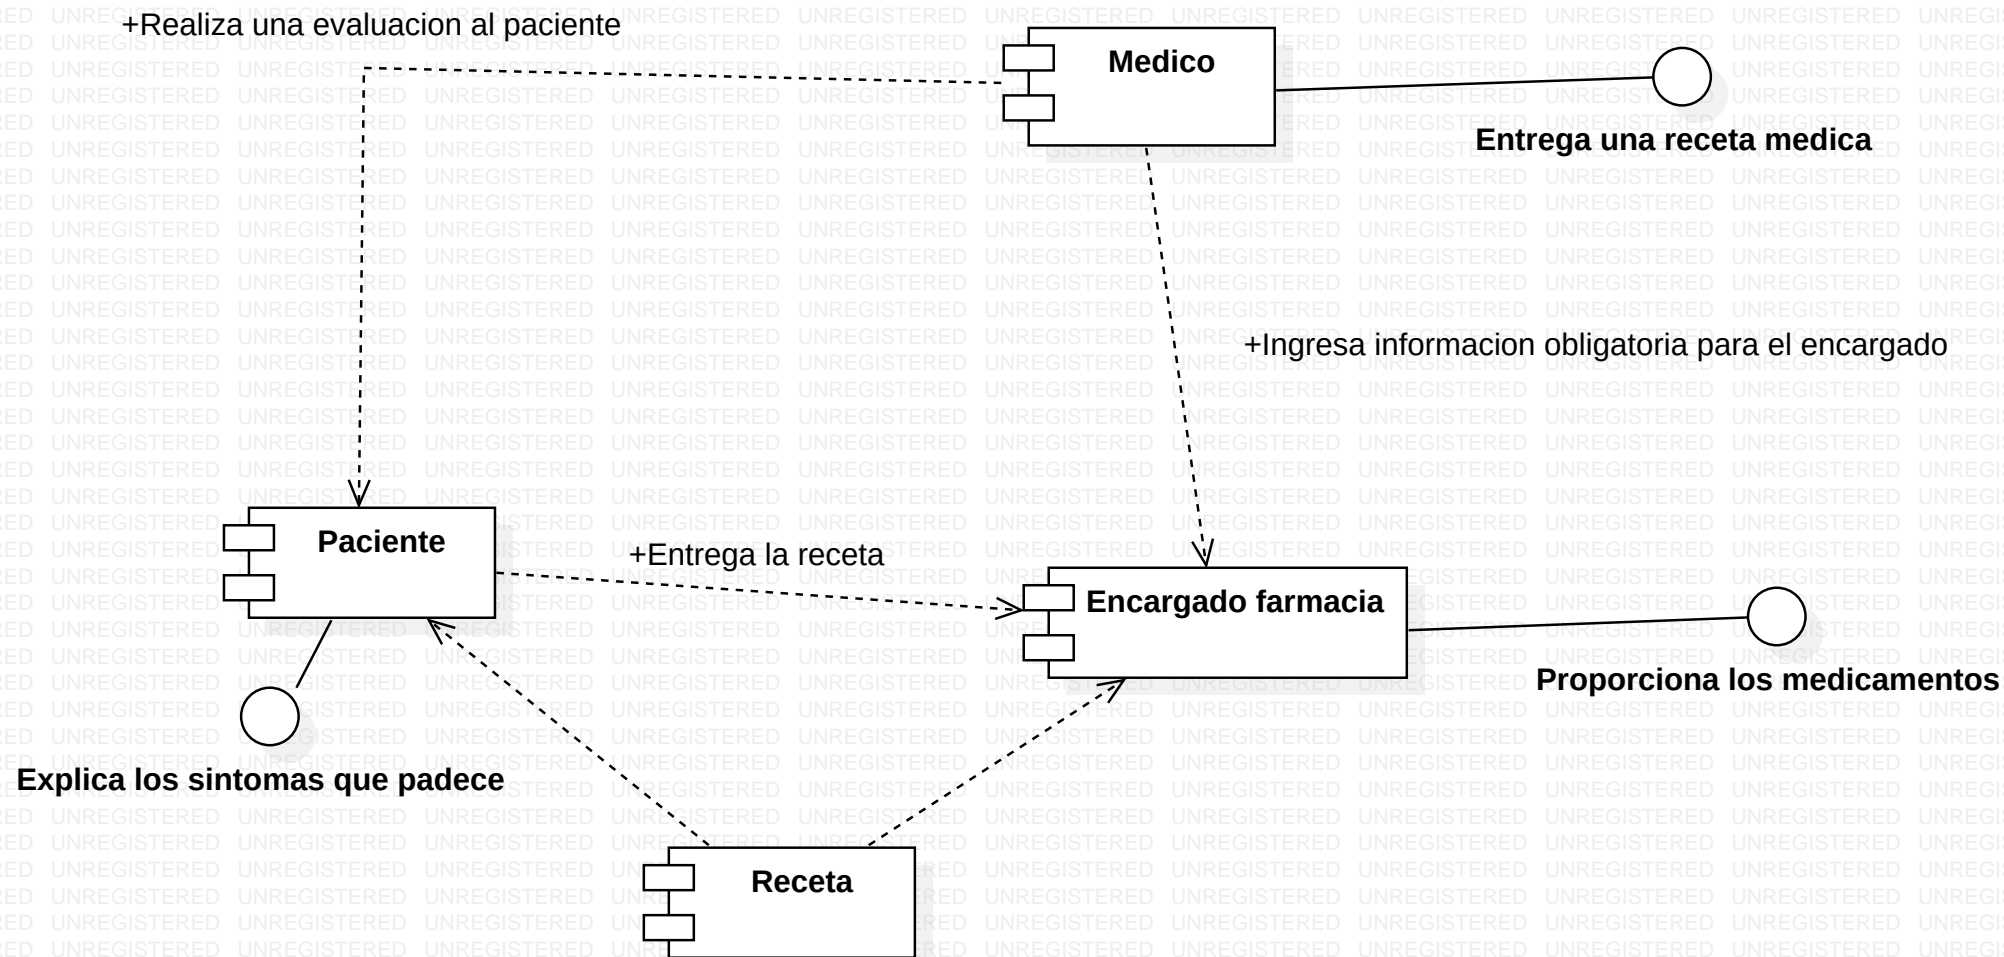 +Realiza una evaluacion al paciente
Medico
Entrega una receta medica
+Ingresa informacion obligatoria para el encargado
Paciente
+Entrega la receta
Encargado farmacia
Proporciona los medicamentos
Explica los sintomas que padece
Receta
UNREGISTERED